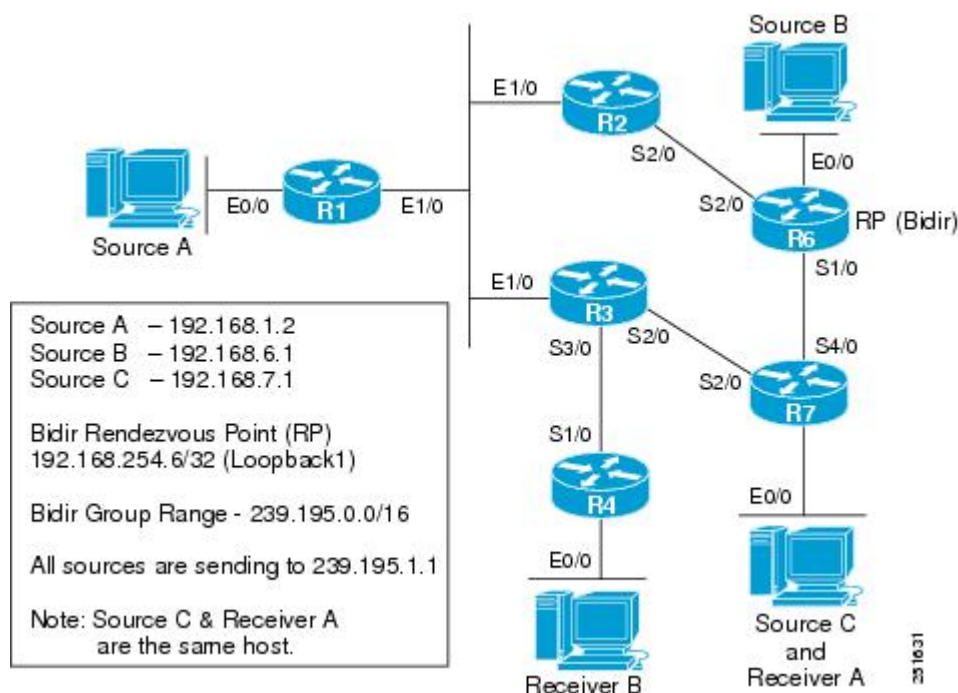 Source B
E1/0
R2
S2/0
E0/0
S2/0
R6
RP (Bidir)
E0/0
R1
E1/0
Source A
S1/0
E1/0
R3
S3/0
S2/0
S4/0
S2/0
R7
Source A – 192.168.1.2
Source B – 192.168.6.1
Source C – 192.168.7.1
Bidir Rendezvous Point (RP)
192.168.254.6/32 (Loopback1)
Bidir Group Range - 239.195.0.0/16
All sources are sending to 239.195.1.1
Note: Source C & Receiver A
are the same host.
S1/0
R4
E0/0
E0/0
Receiver B
Source C
and
Receiver A
251631